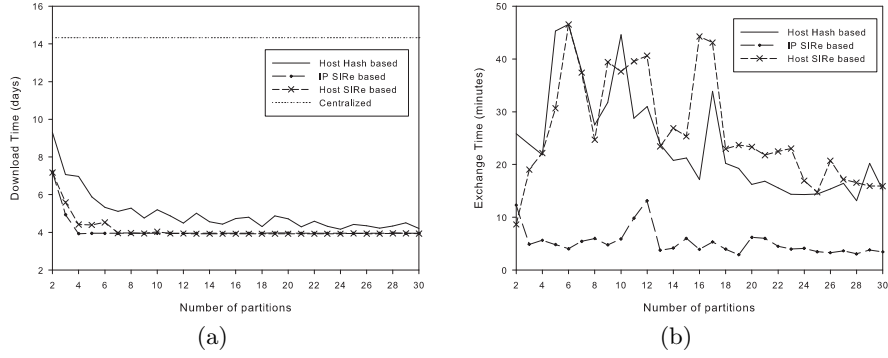 16
14
12
10
8
6
4
2
Download Time (days)
2 4 6 8 10 12 14 16 18 20 22 24 26 28 30
Number of partitions
Host Hash based
IP SIRe based
Host SIRe based
Centralized
(a)
50
40
30
20
10
0
Exchange Time (minutes)
2 4 6 8 10 12 14 16 18 20 22 24 26 28 30
Number of partitions
Host Hash based
IP SIRe based
Host SIRe based
(b)